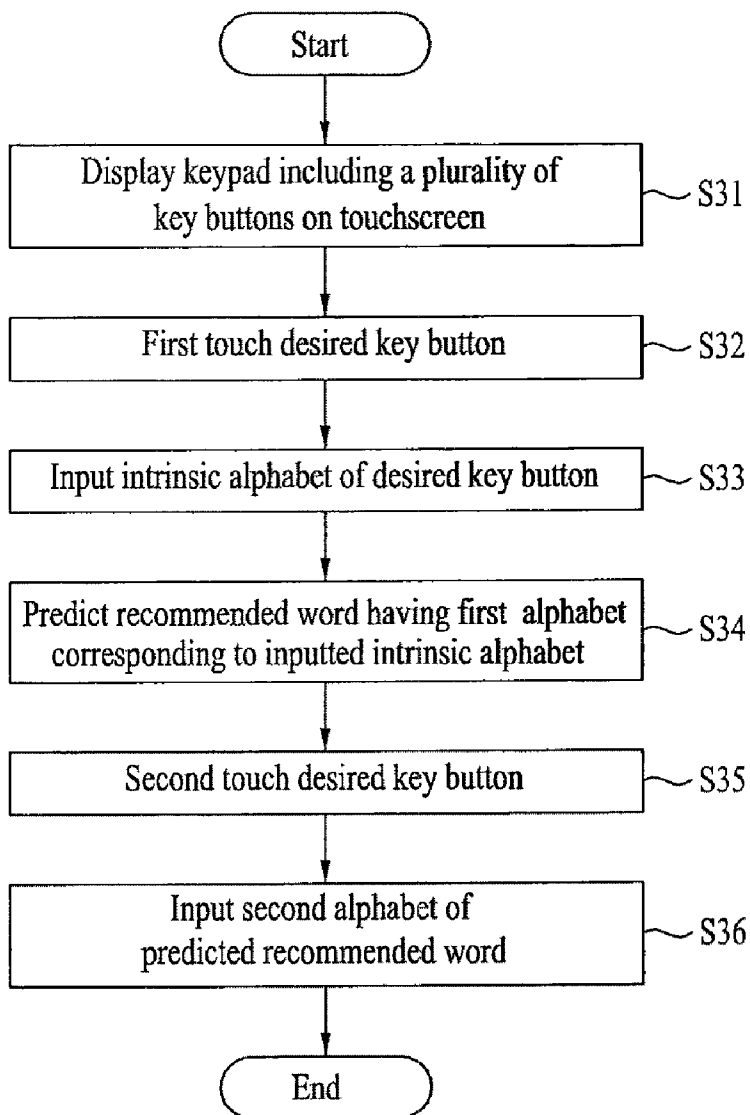 Start
Display keypad including a plurality of
key buttons on touchscreen
S31
First touch desired key button
S32
Input intrinsic alphabet of desired key button
S33
Predict recommended word having first alphabet
corresponding to inputted intrinsic alphabet
S34
Second touch desired key button
S35
Input second alphabet of
predicted recommended word
S36
End